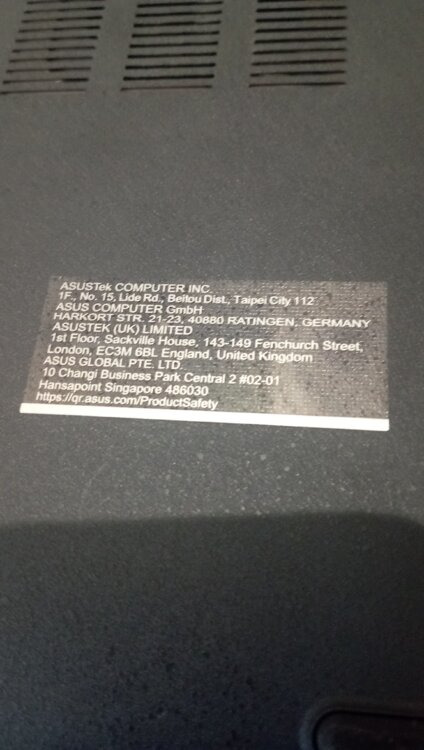 ASUSTek COMPUTER INC.
1F., No. 15, Lide Rd., Beitou Dist., Taipei City 112
ASUS COMPUTER GmbH
HARKORT STR. 21-23, 40880 RATINGEN, GERMANY
ASUSTEK (UK) LIMITED
1st Floor, Sackville House, 143-149 Fenchurch Street,
London, EC3M 6BL England, United Kingdom
ASUS GLOBAL PTE. LTD.
10 Changi Business Park Central 2 #02-01
Hansapoint Singapore 486030
https://qr.asus.com/ProductSafety